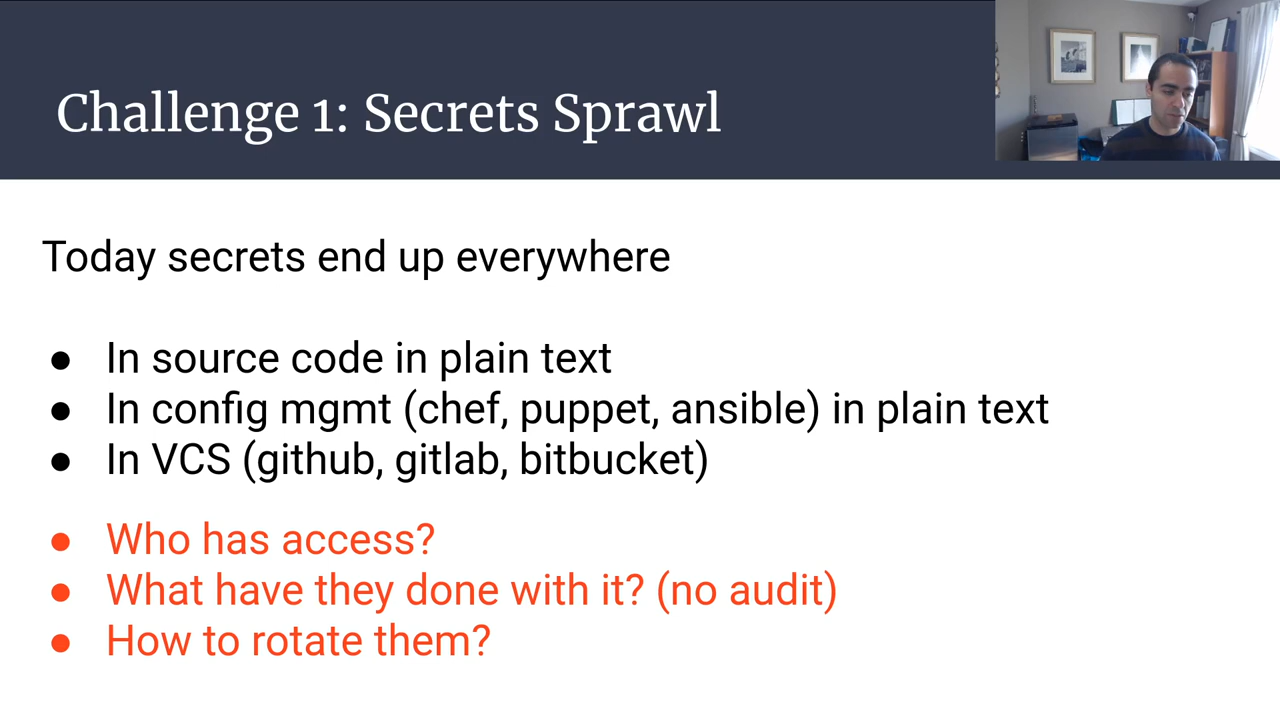 Challenge 1: Secrets Sprawl
Today secrets end up everywhere
● In source code in plain text
● In config mgmt (chef, puppet, ansible) in plain text
● In VCS (github, gitlab, bitbucket)
● Who has access?
● What have they done with it? (no audit)
● How to rotate them?